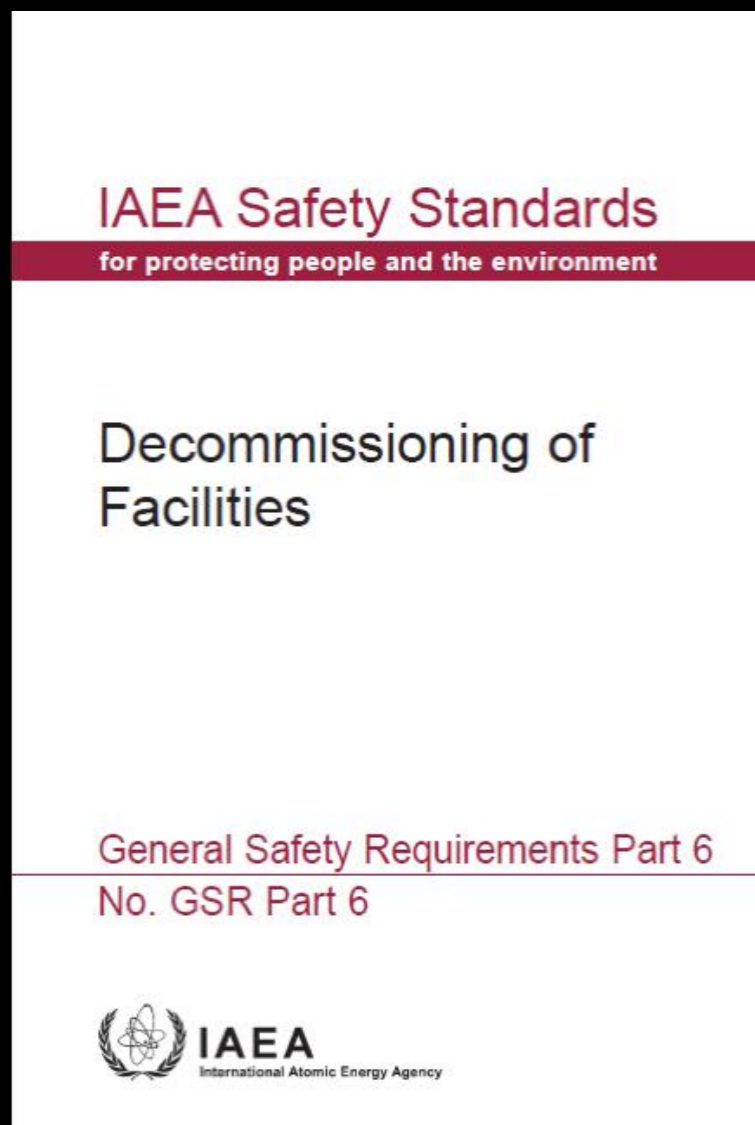 IAEA Safety Standards
for protecting people and the environment
Decommissioning of
Facilities
General Safety Requirements Part 6
No. GSR Part 6
IAEA
International Atomic Energy Agency